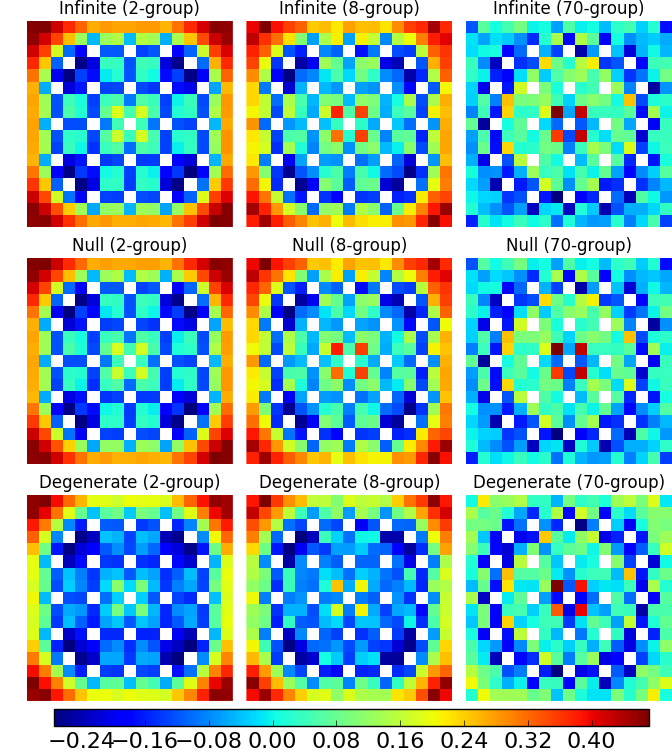 Infinite (2-group) Infinite (8-group) Infinite (70-group)
Null (2-group) Null (8-group) Null (70-group)
Degenerate (2-group) Degenerate (8-group) Degenerate (70-group)
−0.24 −0.16 −0.08 0.00 0.08 0.16 0.24 0.32 0.40